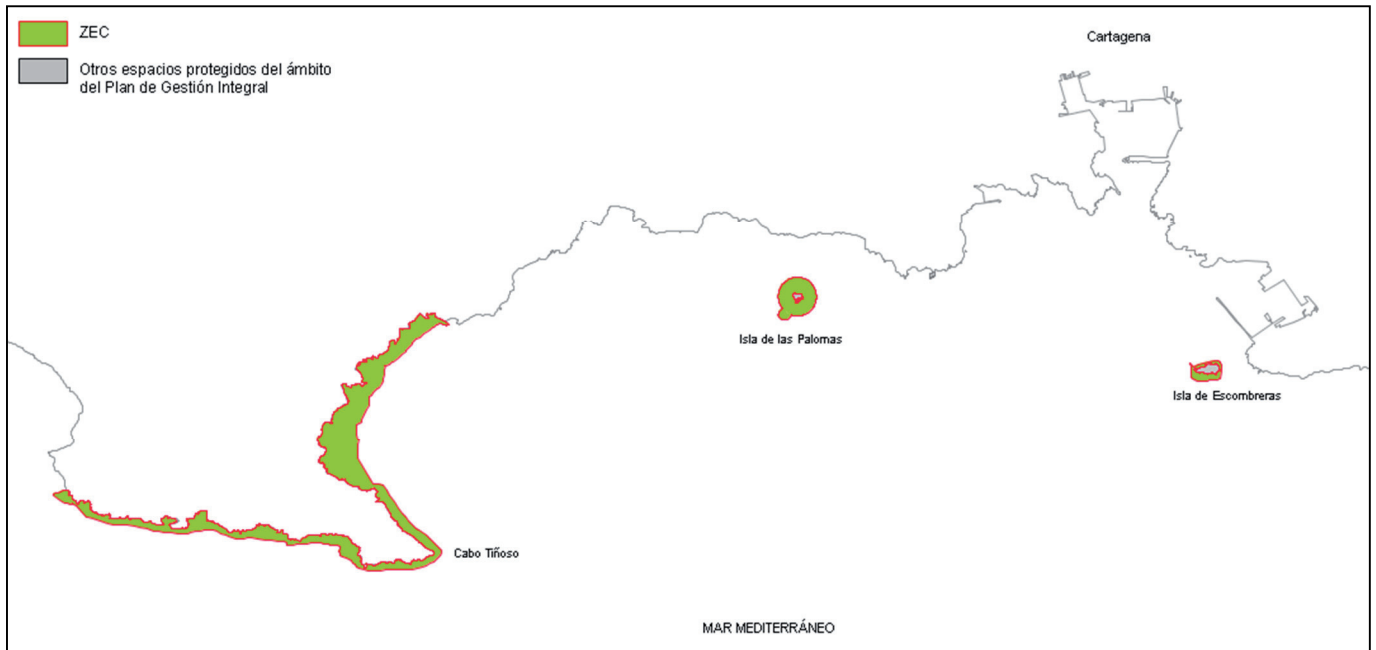 ZEC
Otros espacios protegidos del ámbito
del Plan de Gestión Integral
Cartagena
Isla de las Palomas
Isla de Escombreras
Cabo Tiñoso
MAR MEDITERRÁNEO